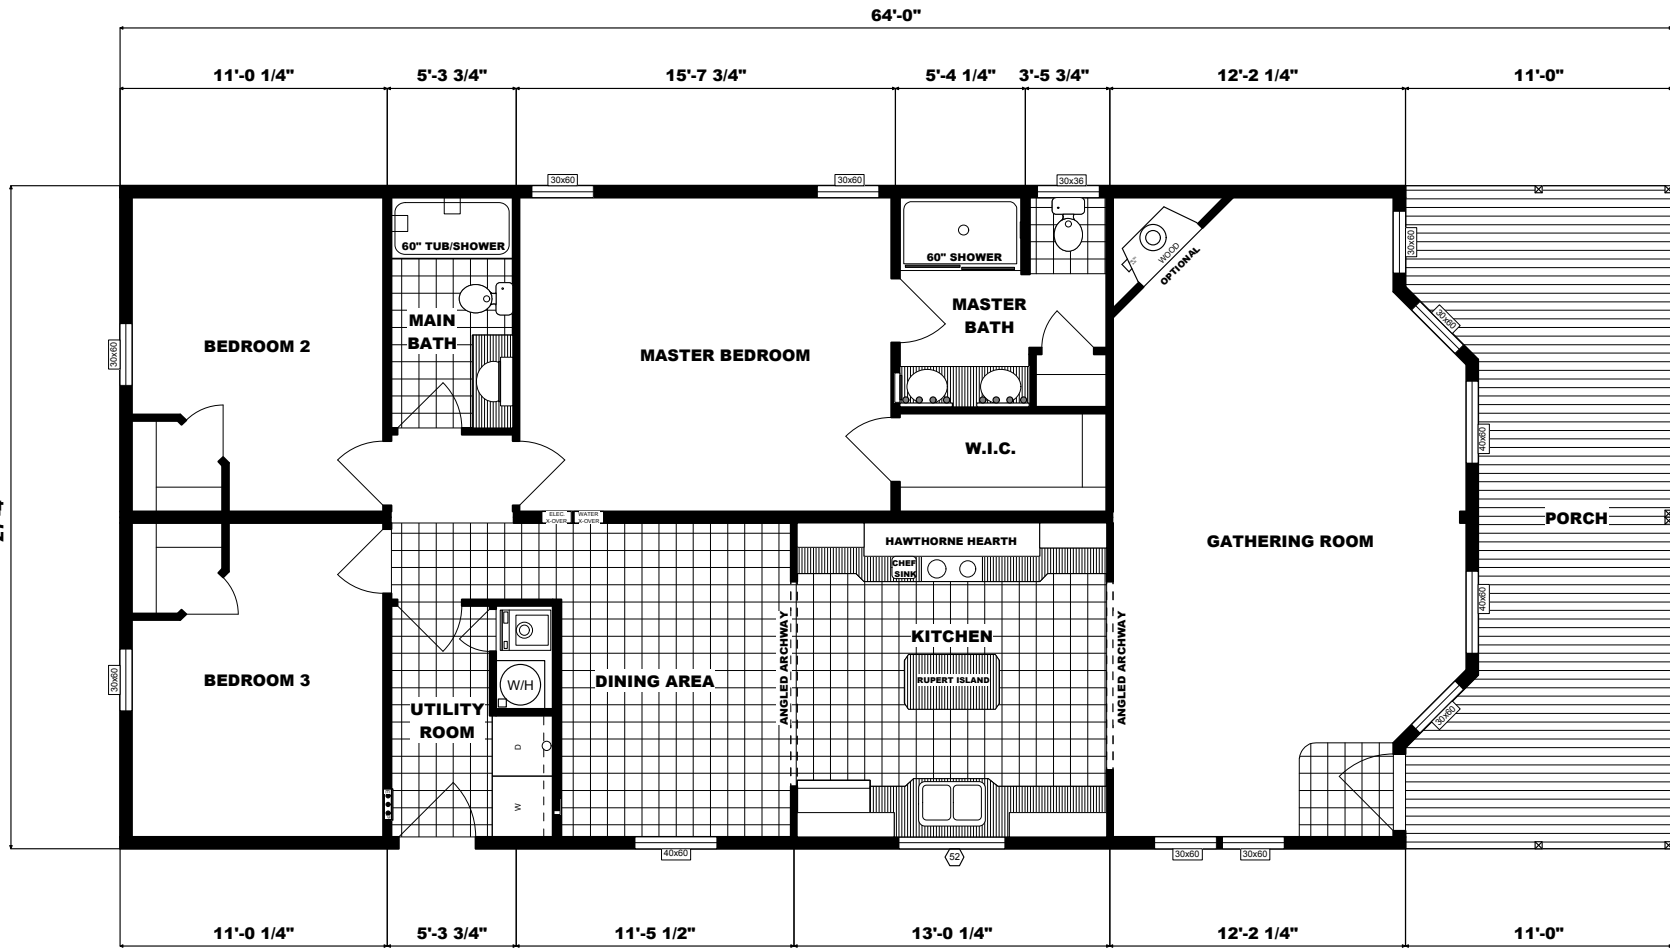 64'-0"
11'-0 1/4" 5'-3 3/4" 15'-7 3/4" 5'-4 1/4" 3'-5 3/4" 12'-2 1/4" 11'-0"
30x60 30x60 30x36
60" TUB/SHOWER
60" SHOWER
30x60
WOOD
OPTIONAL
MAIN
BATH
MASTER
BATH
30x60
BEDROOM 2
MASTER BEDROOM
30x60
40x60
W.I.C.
ELEC. X-OVER
WATER X-OVER
PORCH
HAWTHORNE HEARTH
GATHERING ROOM
CHEF
SINK
40x60
ANGLED ARCHWAY
KITCHEN
ANGLED ARCHWAY
30x60
BEDROOM 3
W/H
DINING AREA
RUPERT ISLAND
UTILITY
ROOM
30x60
D
W
40x60
52
30x60 30x60
11'-0 1/4" 5'-3 3/4" 11'-5 1/2" 13'-0 1/4" 12'-2 1/4" 11'-0"